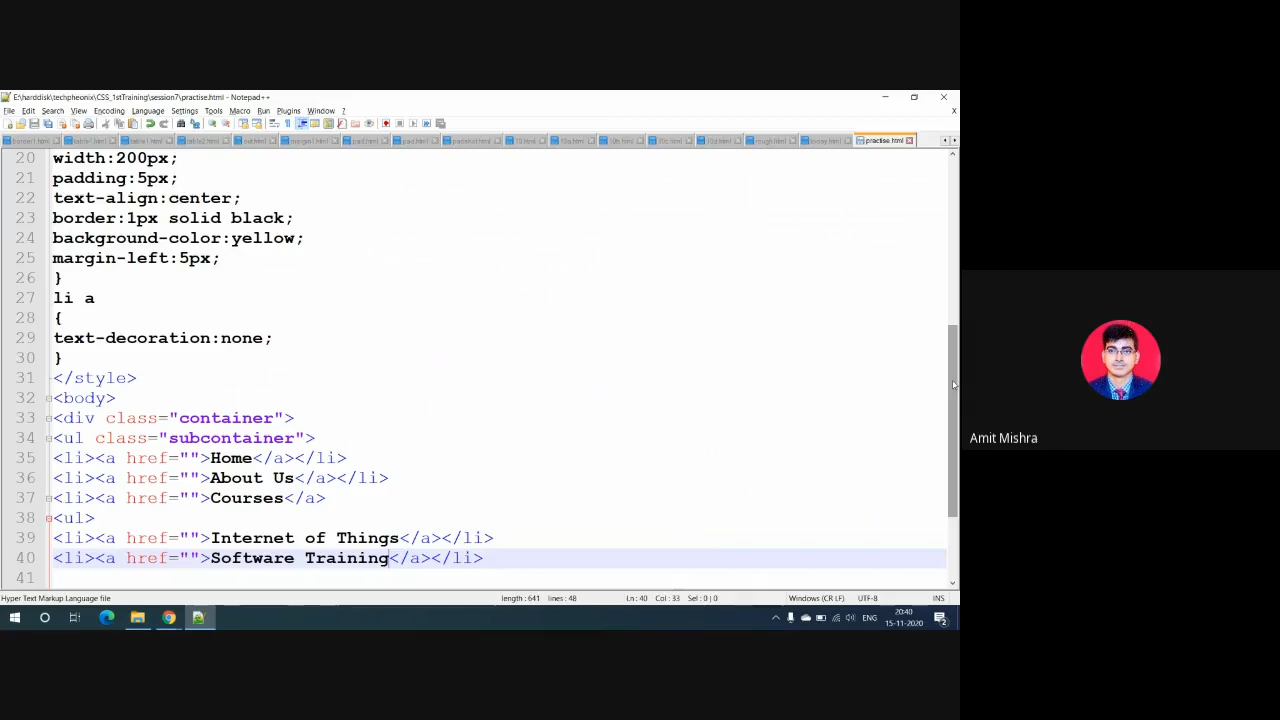 E:\harddisk\techpheonix\CSS_1stTraining\session7\practise.html - Notepad++
File Edit Search View Encoding Language Settings Tools Macro Run Plugins Window ?
X
practise.html
20 width:200px;
21 padding:5px;
22 text-align:center;
23 border:1px solid black;
24 background-color:yellow;
25 margin-left:5px;
26 }
27 li a
28 {
29 text-decoration:none;
30 }
31 </style>
32 <body>
33 <div class="container">
34 <ul class="subcontainer">
35 <li><a href="">Home</a></li>
36 <li><a href="">About Us</a></li>
37 <li><a href="">Courses</a>
38 <ul>
39 <li><a href="">Internet of Things</a></li>
40 <li><a href="">Software Training</a></li>
41
Hyper Text Markup Language file length : 641 lines : 48 Ln : 40 Col : 33 Sel : 0 | 0 Windows (CR LF) UTF-8 INS
ENG
20:40
15-11-2020
2
Amit Mishra